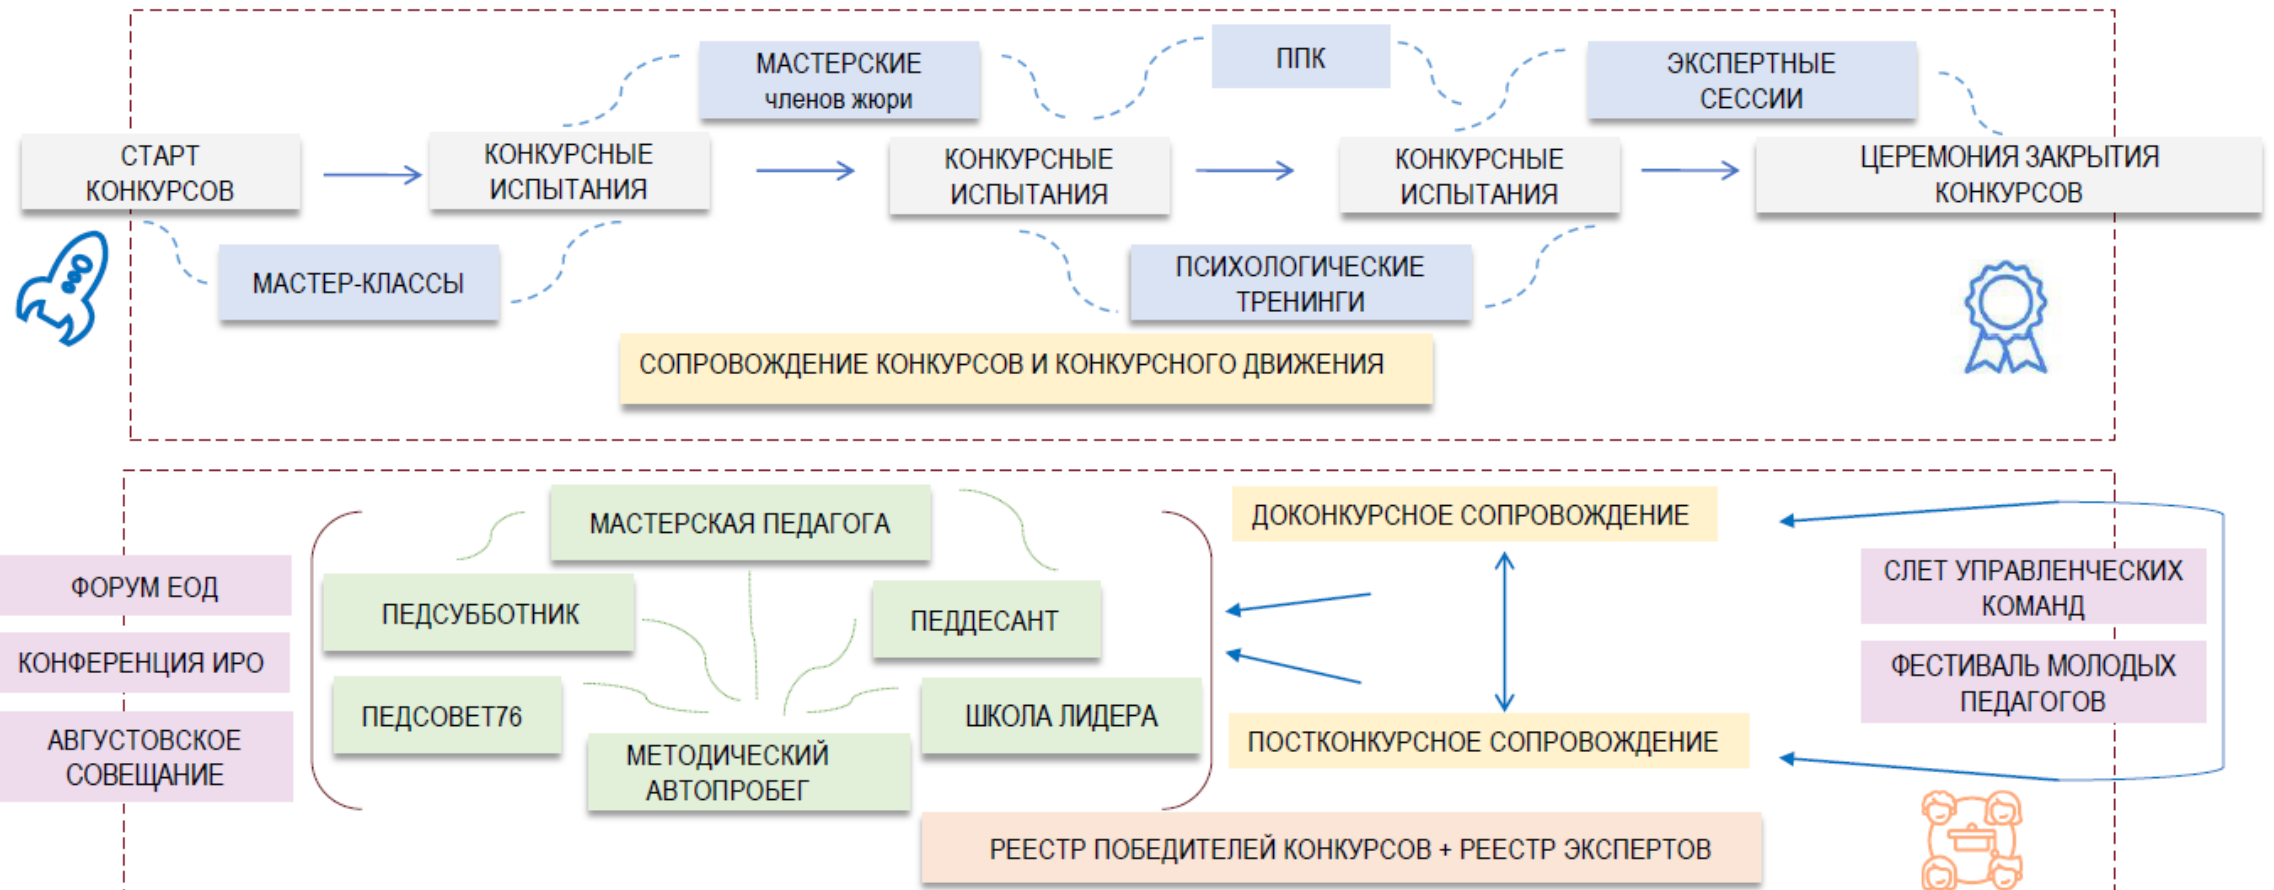 МАСТЕРСКИЕ
членов жюри
ППК
ЭКСПЕРТНЫЕ
СЕССИИ
СТАРТ
КОНКУРСОВ
КОНКУРСНЫЕ
ИСПЫТАНИЯ
КОНКУРСНЫЕ
ИСПЫТАНИЯ
КОНКУРСНЫЕ
ИСПЫТАНИЯ
ЦЕРЕМОНИЯ ЗАКРЫТИЯ
КОНКУРСОВ
МАСТЕР-КЛАССЫ
ПСИХОЛОГИЧЕСКИЕ
ТРЕНИНГИ
СОПРОВОЖДЕНИЕ КОНКУРСОВ И КОНКУРСНОГО ДВИЖЕНИЯ
ФОРУМ ЕОД
КОНФЕРЕНЦИЯ ИРО
АВГУСТОВСКОЕ
СОВЕЩАНИЕ
МАСТЕРСКАЯ ПЕДАГОГА
ПЕДСУББОТНИК
ПЕДДЕСАНТ
ПЕДСОВЕТ76
МЕТОДИЧЕСКИЙ
АВТОПРОБЕГ
ШКОЛА ЛИДЕРА
ДОКОНКУРСНОЕ СОПРОВОЖДЕНИЕ
ПОСТКОНКУРСНОЕ СОПРОВОЖДЕНИЕ
СЛЕТ УПРАВЛЕНЧЕСКИХ
КОМАНД
ФЕСТИВАЛЬ МОЛОДЫХ
ПЕДАГОГОВ
РЕЕСТР ПОБЕДИТЕЛЕЙ КОНКУРСОВ + РЕЕСТР ЭКСПЕРТОВ